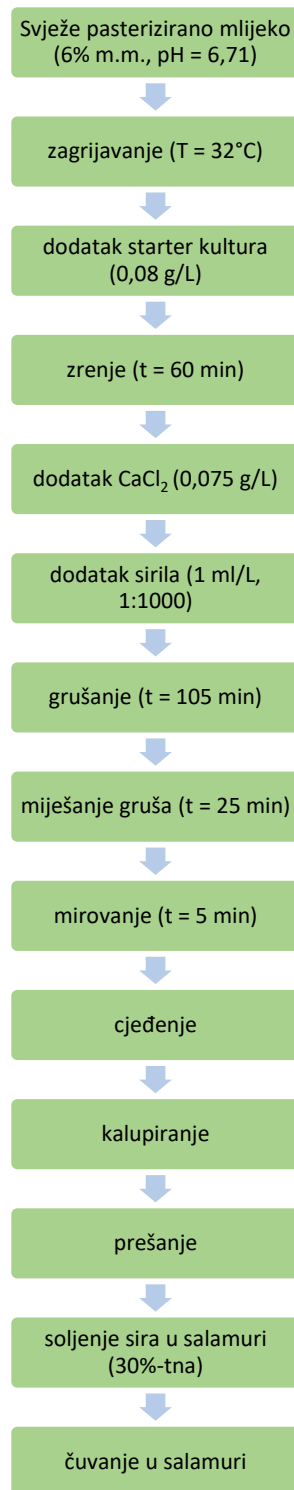 Svježe pasterizirano mlijeko
(6% m.m., pH = 6,71)
zagrijavanje (T = 32°C)
dodatak starter kultura
(0,08 g/L)
zrenje (t = 60 min)
dodatak CaCl₂ (0,075 g/L)
dodatak sirila (1 ml/L,
1:1000)
grušanje (t = 105 min)
miješanje gruša (t = 25 min)
mirovanje (t = 5 min)
cjeđenje
kalupiranje
prešanje
soljenje sira u salamuri
(30%-tna)
čuvanje u salamuri